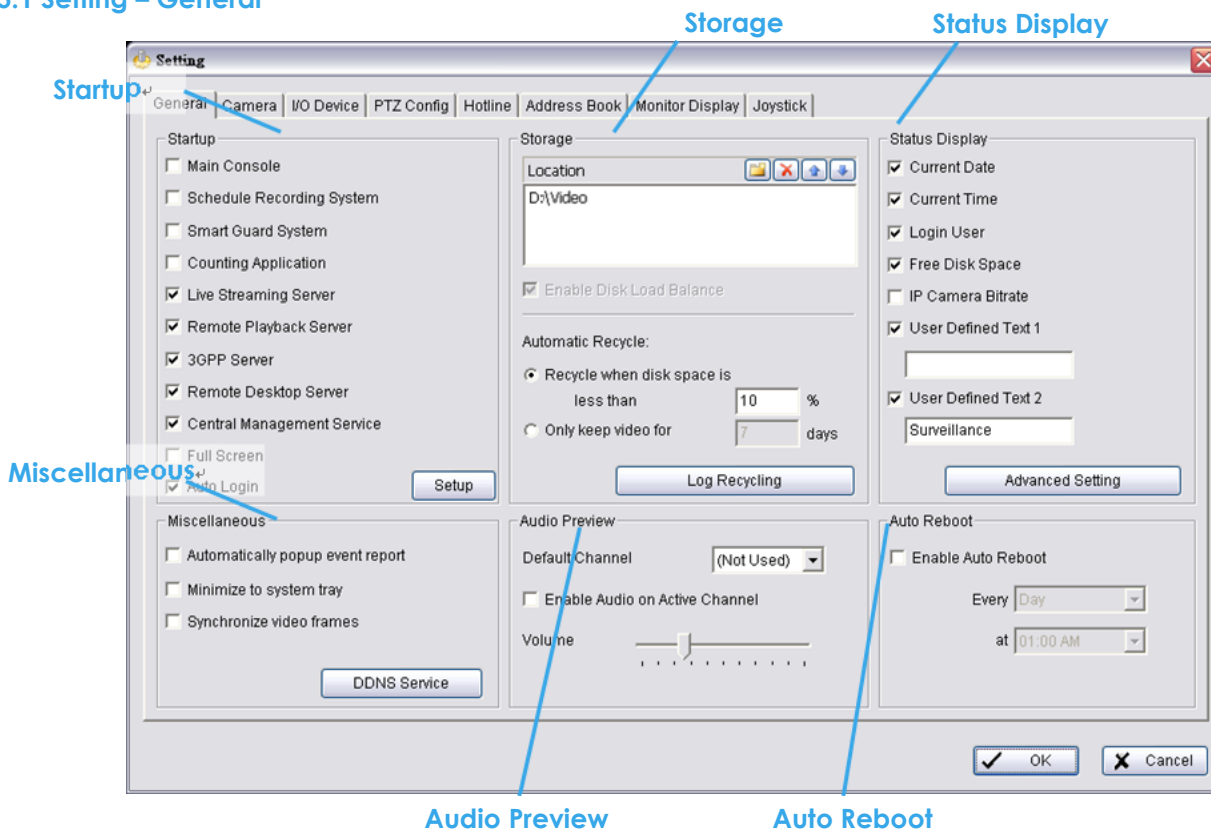 Setting – General
Storage
Status Display
Setting
Startup
General
Camera
I/O Device
PTZ Config
Hotline
Address Book
Monitor Display
Joystick
Startup
Main Console
Schedule Recording System
Smart Guard System
Counting Application
Live Streaming Server
Remote Playback Server
3GPP Server
Remote Desktop Server
Central Management Service
Full Screen
Auto Login
Setup
Storage
Location
D:\Video
Enable Disk Load Balance
Automatic Recycle:
Recycle when disk space is
less than 10 %
Only keep video for 7 days
Log Recycling
Status Display
Current Date
Current Time
Login User
Free Disk Space
IP Camera Bitrate
User Defined Text 1
User Defined Text 2
Surveillance
Advanced Setting
Miscellaneous
Miscellaneous
Automatically popup event report
Minimize to system tray
Synchronize video frames
DDNS Service
Audio Preview
Default Channel (Not Used)
Enable Audio on Active Channel
Volume
Auto Reboot
Enable Auto Reboot
Every Day
at 01:00 AM
OK
Cancel
Audio Preview
Auto Reboot